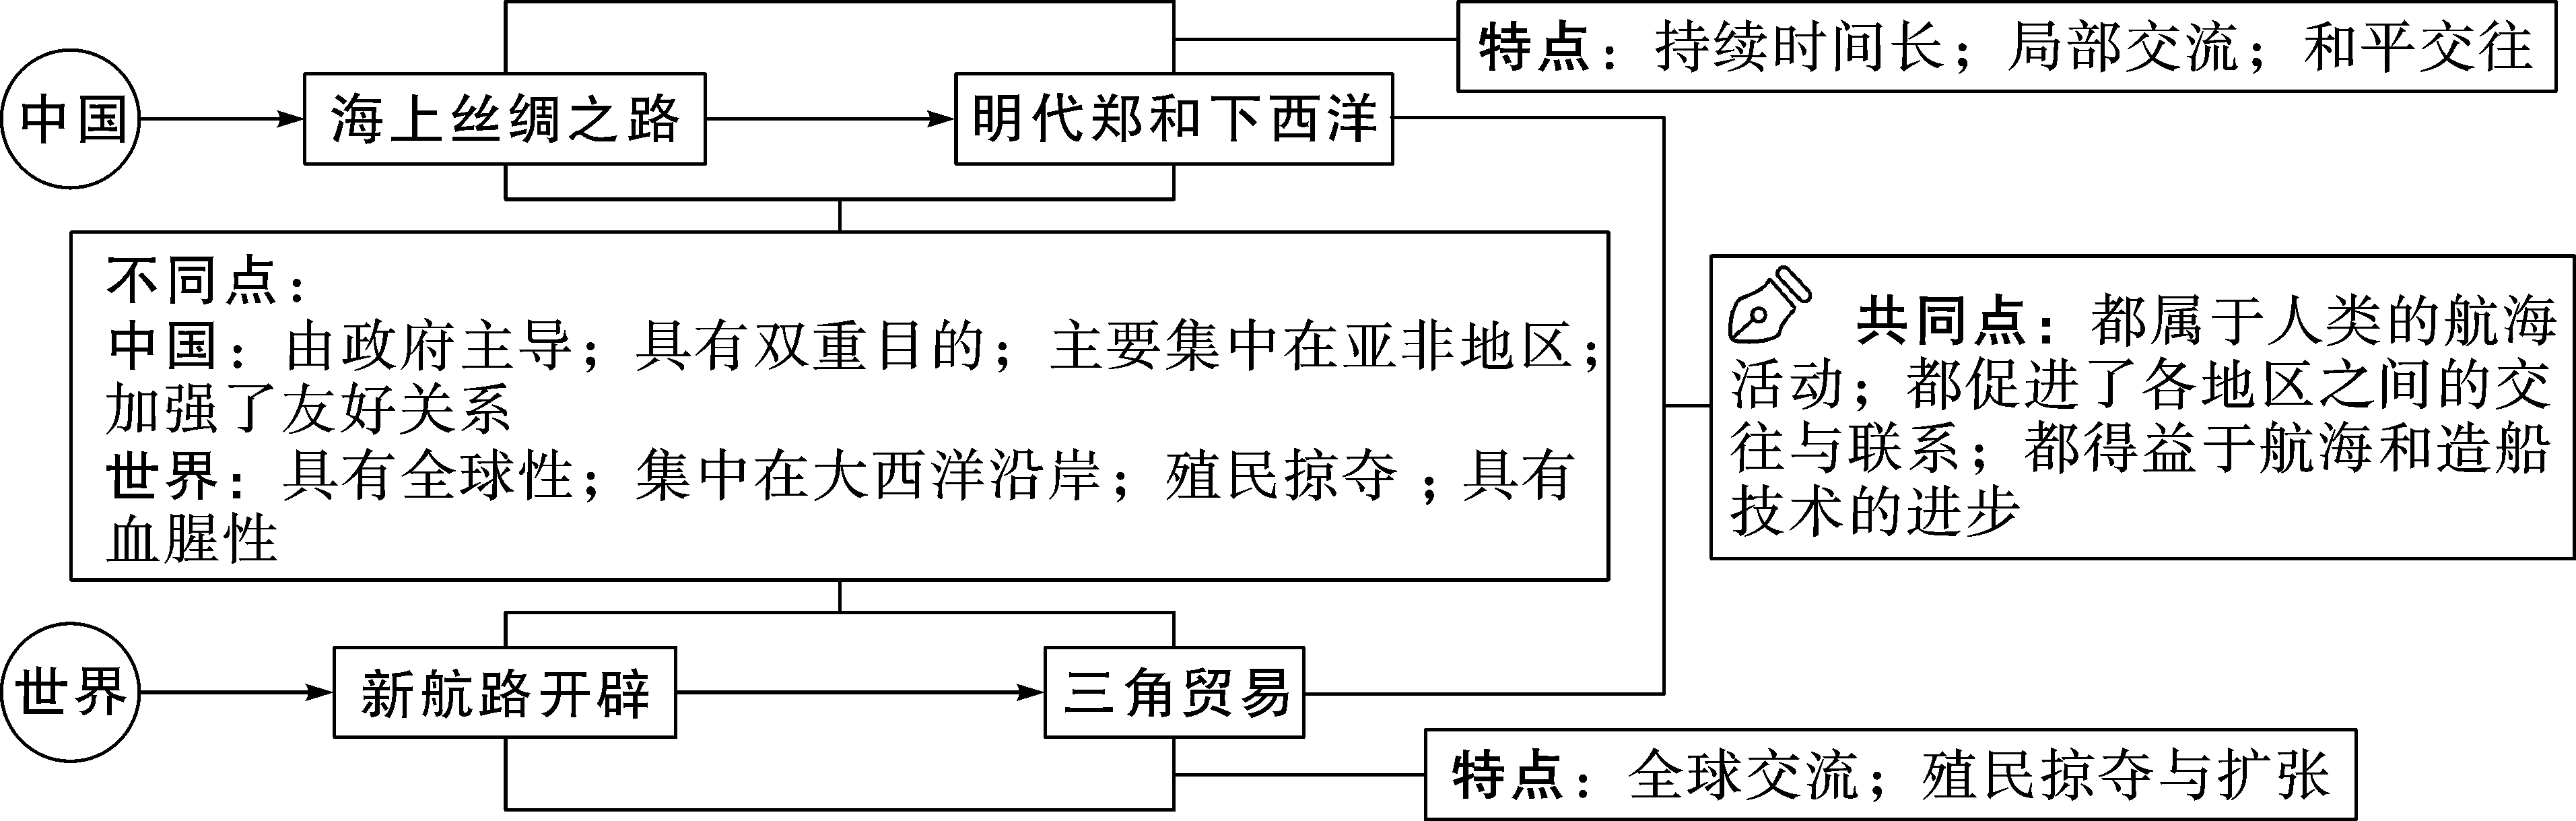 特点：持续时间长；局部交流；和平交往
中国
海上丝绸之路
明代郑和下西洋
不同点：
中国：由政府主导；具有双重目的；主要集中在亚非地区；
加强了友好关系
世界：具有全球性；集中在大西洋沿岸；殖民掠夺；具有
血腥性
共同点：都属于人类的航海
活动；都促进了各地区之间的交
往与联系；都得益于航海和造船
技术的进步
世界
新航路开辟
三角贸易
特点：全球交流；殖民掠夺与扩张